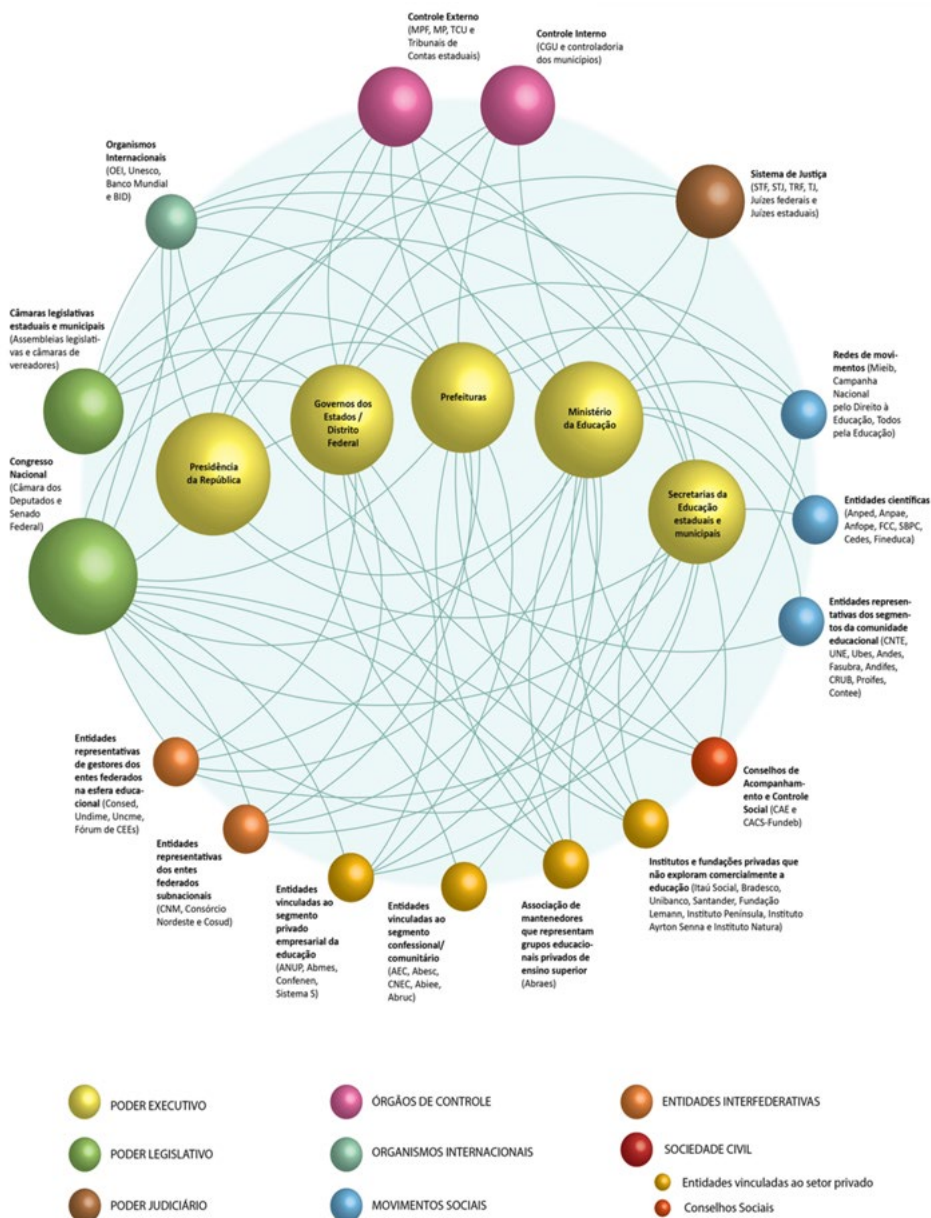 Controle Externo
(MPF, MP, TCU e
Tribunais de
Contas estaduais)
Controle Interno
(CGU e controladoria
dos municípios)
Organismos
Internacionais
(OEI, Unesco,
Banco Mundial
e BID)
Sistema de Justiça
(STF, STJ, TRF, TJ,
Juízes federais e
Juízes estaduais)
Câmaras legislativas
estaduais e municipais
(Assembleias legislati-
vas e câmaras de
vereadores)
Redes de movi-
mentos (Mieib,
Campanha
Nacional
pelo Direito à
Educação, Todos
pela Educação)
Congresso
Nacional
(Câmara dos
Deputados e
Senado
Federal)
Presidência
da República
Governos dos
Estados /
Distrito
Federal
Prefeituras
Ministério
da Educação
Secretarias da
Educação
estaduais e
municipais
Entidades científicas
(Anped, Anpae,
Anfope, FCC, SBPC,
Cedes, Fineduca)
Entidades represen-
tativas dos segmen-
tos da comunidade
educacional (CNTE,
UNE, Ubes, Andes,
Fasubra, Andifes,
CRUB, Proifes,
Contee)
Entidades
representativas
de gestores dos
entes federados
na esfera educa-
cional (Consed,
Undime, Uncme,
Fórum de CEEs)
Entidades
representativas
dos entes
federados
subnacionais
(CNM, Consórcio
Nordeste e Cosud)
Entidades
vinculadas ao
segmento
privado
empresarial da
educação
(ANUP, Abmes,
Confenen,
Sistema S)
Entidades
vinculadas ao
segmento
confessional/
comunitário
(AEC, Abesc,
CNEC, Abiee,
Abruc)
Associação de
mantenedores
que representam
grupos educacio-
nais privados de
ensino superior
(Abraes)
Institutos e fundações privadas que
não exploram comercialmente a
educação (Itaú Social, Bradesco,
Unibanco, Santander, Fundação
Lemann, Instituto Península, Instituto
Ayrton Senna e Instituto Natura)
Conselhos de
Acompanha-
mento e Controle
Social (CAE e
CACS-Fundeb)
PODER EXECUTIVO
PODER LEGISLATIVO
PODER JUDICIÁRIO
ÓRGÃOS DE CONTROLE
ORGANISMOS INTERNACIONAIS
MOVIMENTOS SOCIAIS
ENTIDADES INTERFEDERATIVAS
SOCIEDADE CIVIL
Entidades vinculadas ao setor privado
Conselhos Sociais